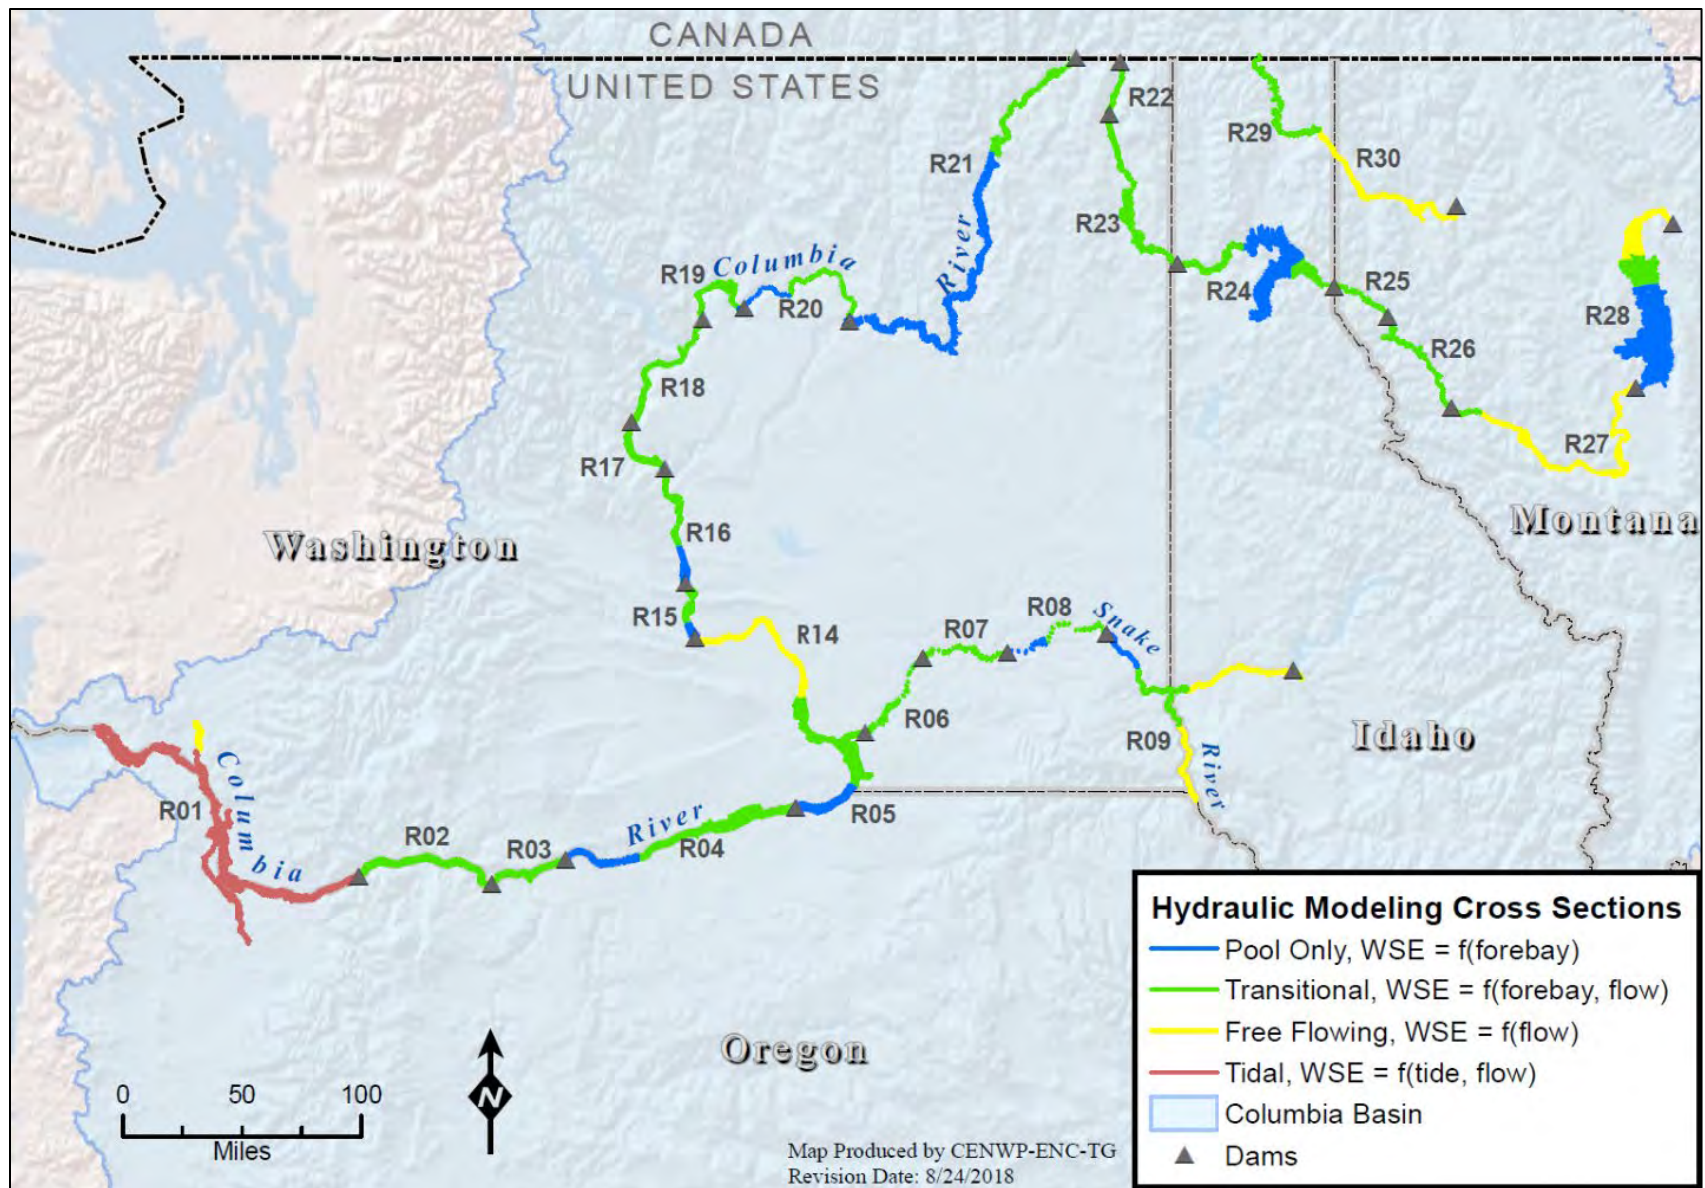 CANADA
UNITED STATES
R22
R29
R30
R21
R23
R19
Columbia
River
R24
R25
R20
R28
R26
R18
R27
R17
Montana
R16
Washington
R15
R14
R07
R08
Snake
R06
R09
River
Idaho
Columbia
R01
R02
R03
River
R04
R05
Oregon
0 50 100
Miles
N
Map Produced by CENWP-ENC-TG
Revision Date: 8/24/2018
Hydraulic Modeling Cross Sections
Pool Only, WSE = f(forebay)
Transitional, WSE = f(forebay, flow)
Free Flowing, WSE = f(flow)
Tidal, WSE = f(tide, flow)
Columbia Basin
Dams